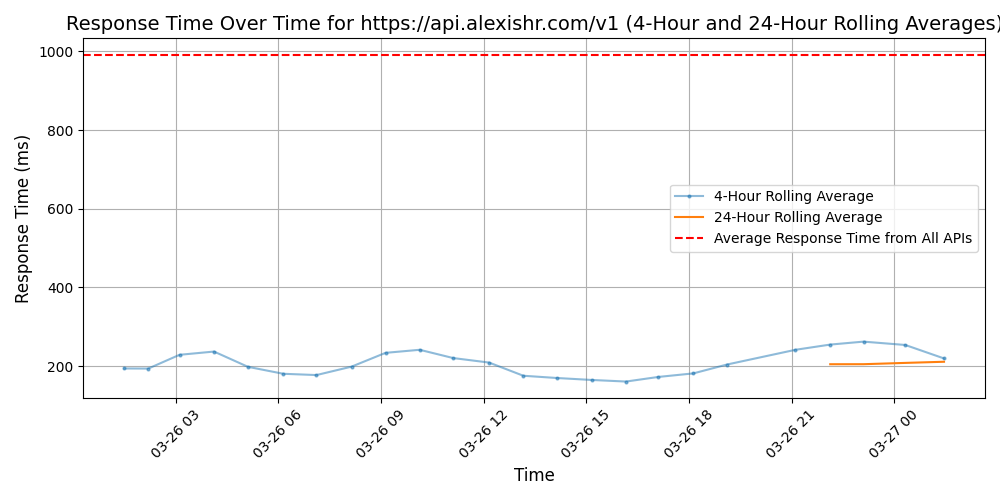 Response Time Over Time for https://api.alexishr.com/v1 (4-Hour and 24-Hour Rolling Averages)
Response Time (ms)
1000
800
600
400
200
4-Hour Rolling Average
24-Hour Rolling Average
Average Response Time from All APIs
03-26 03
03-26 06
03-26 09
03-26 12
03-26 15
03-26 18
03-26 21
03-27 00
Time